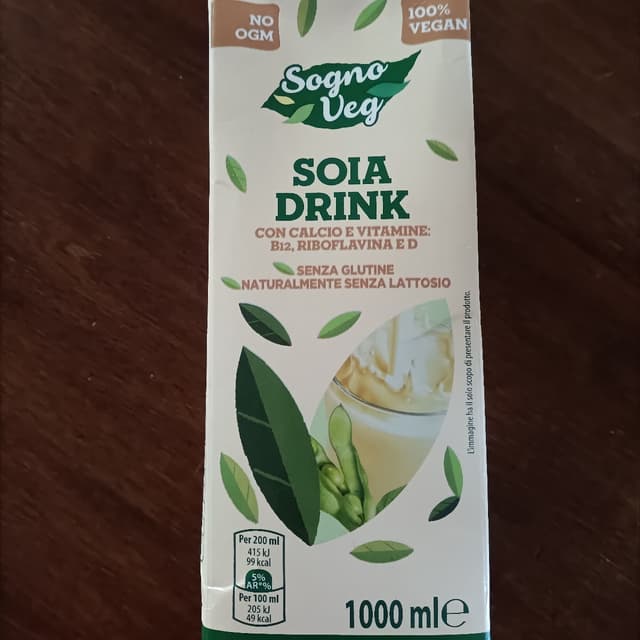 NO
OGM
100%
VEGAN
Sogno
Veg
SOIA
DRINK
CON CALCIO E VITAMINE:
B12, RIBOFLAVINA E D
SENZA GLUTINE
NATURALMENTE SENZA LATTOSIO
L'immagine ha il solo scopo di presentare il prodotto.
Per 200 ml
415 kJ
99 kcal
5%
AR*%
Per 100 ml
205 kJ
49 kcal
1000 ml e